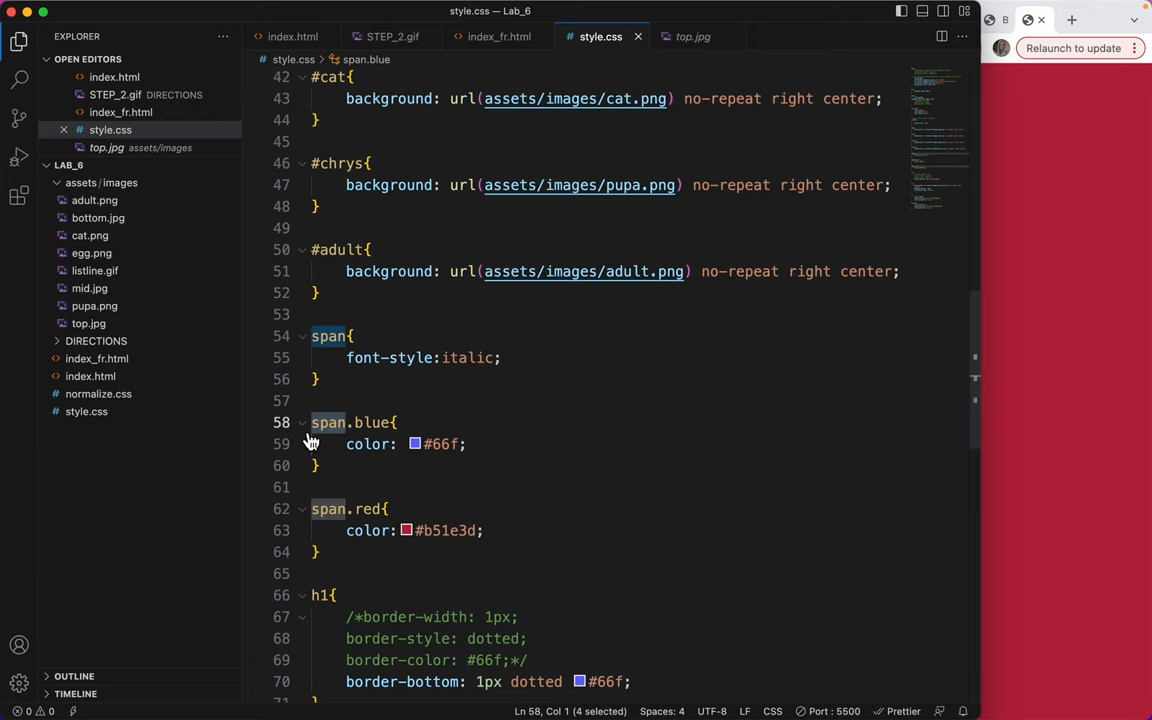 style.css — Lab_6
B
Relaunch to update
EXPLORER
index.html
STEP_2.gif
index_fr.html
style.css
top.jpg
OPEN EDITORS
index.html
STEP_2.gif DIRECTIONS
index_fr.html
style.css
top.jpg assets/images
LAB_6
assets/images
adult.png
bottom.jpg
cat.png
egg.png
listline.gif
mid.jpg
pupa.png
top.jpg
DIRECTIONS
index_fr.html
index.html
normalize.css
style.css
OUTLINE
TIMELINE
style.css > span.blue
42 #cat{
43 background: url(assets/images/cat.png) no-repeat right center;
44 }
45
46 #chrys{
47 background: url(assets/images/pupa.png) no-repeat right center;
48 }
49
50 #adult{
51 background: url(assets/images/adult.png) no-repeat right center;
52 }
53
54 span{
55 font-style:italic;
56 }
57
58 span.blue{
59 color: #66f;
60 }
61
62 span.red{
63 color:#b51e3d;
64 }
65
66 h1{
67 /*border-width: 1px;
68 border-style: dotted;
69 border-color: #66f;*/
70 border-bottom: 1px dotted #66f;
71 }
0 0 Ln 58, Col 1 (4 selected) Spaces: 4 UTF-8 LF CSS Port : 5500 Prettier